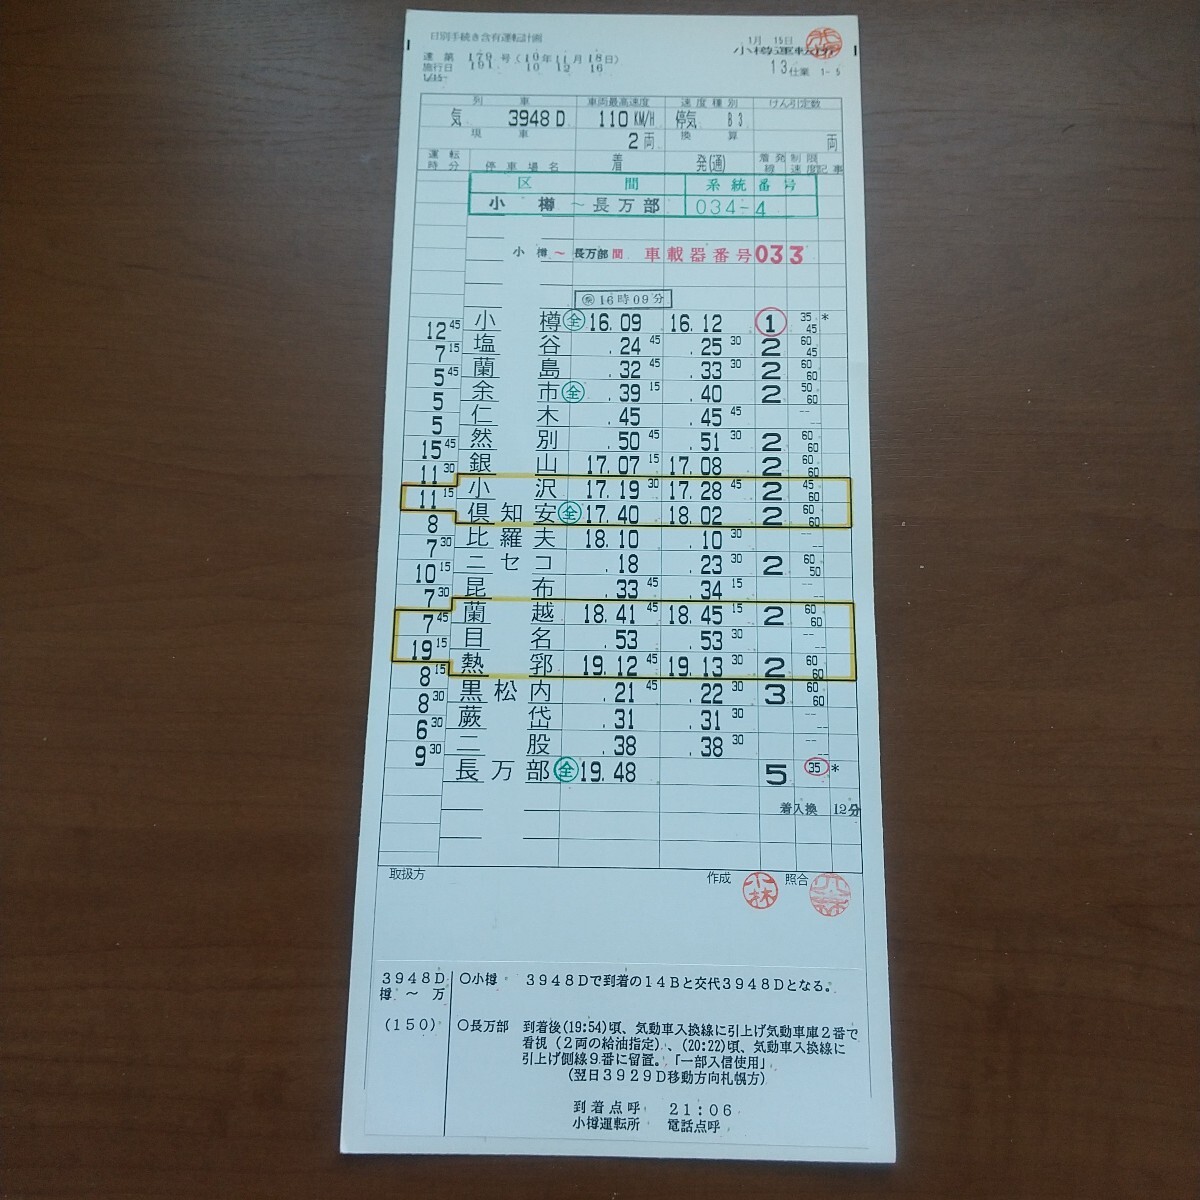 日別手続き含有運転計画
1月 15日
小樽運転所
運第 179号 (10年11月18日)
施行日 191 10 12 16
1/15-
13仕業 1-5
列車 車両最高速度 速度種別 けん引定数
気 3948D 110KM/H 停気 B3
現車 2両 換算 両
運転時分 停車場名 着 発(通) 着発線 制限速度 記事
区間 系統番号
小樽~長万部 034-4
小樽~長万部間 車載器番号033
16時09分
小樽 全 16.09 16.12 1 35 45 *
12 45
塩谷 .24 45 .25 30 2 60 45
7 15
蘭島 .32 45 .33 30 2 60 60
5 45
余市 全 .39 15 .40 2 50 60
5
仁木 .45 .45 45 -- --
5
然別 .50 45 .51 30 2 60 60
15 45
銀山 17.07 15 17.08 2 60 60
11 30
小沢 17.19 30 17.28 45 2 45 60
11 15
倶知安 全 17.40 18.02 2 60 60
8
比羅夫 18.10 .10 30 -- --
7 30
ニセコ .18 .23 30 2 60 50
10 15
昆布 .33 45 .34 15 -- --
7 30
蘭越 18.41 45 18.45 15 2 60 60
7 45
目名 .53 .53 30 -- --
19 15
熱郛 19.12 45 19.13 30 2 60 60
8 15
黒松内 .21 45 .22 30 3 60 60
8 30
蕨岱 .31 .31 30 -- --
6 30
二股 .38 .38 30 -- --
9 30
長万部 全 19.48 5 35 *
着入換 12分
取扱方 作成 小林 照合
3948D
樽~万
(150)
○小樽 3948Dで到着の14Bと交代3948Dとなる。
○長万部 到着後(19:54)頃、気動車入換線に引上げ気動車庫2番で
看視(2両の給油指定)、(20:22)頃、気動車入換線に
引上げ側線9番に留置。「一部入信使用」
(翌日3929D移動方向札幌方)
到着点呼 21:06
小樽運転所 電話点呼